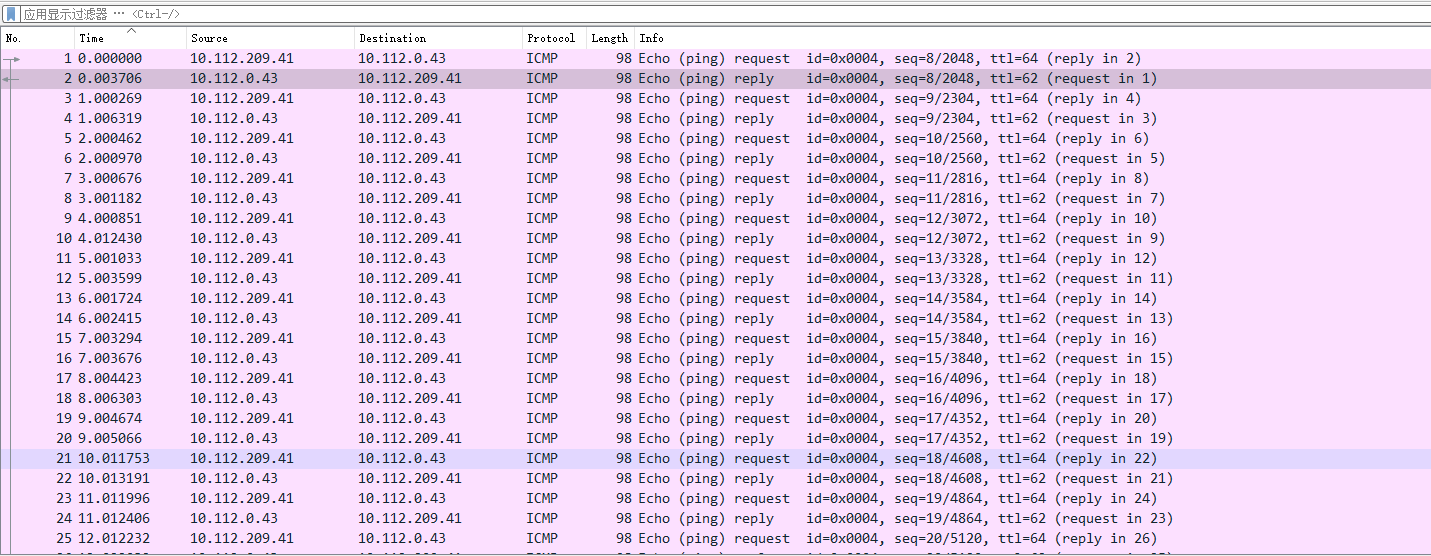 应用显示过滤器 … <Ctrl-/>
No. Time Source Destination Protocol Length Info
1 0.000000 10.112.209.41 10.112.0.43 ICMP 98 Echo (ping) request id=0x0004, seq=8/2048, ttl=64 (reply in 2)
2 0.003706 10.112.0.43 10.112.209.41 ICMP 98 Echo (ping) reply id=0x0004, seq=8/2048, ttl=62 (request in 1)
3 1.000269 10.112.209.41 10.112.0.43 ICMP 98 Echo (ping) request id=0x0004, seq=9/2304, ttl=64 (reply in 4)
4 1.006319 10.112.0.43 10.112.209.41 ICMP 98 Echo (ping) reply id=0x0004, seq=9/2304, ttl=62 (request in 3)
5 2.000462 10.112.209.41 10.112.0.43 ICMP 98 Echo (ping) request id=0x0004, seq=10/2560, ttl=64 (reply in 6)
6 2.000970 10.112.0.43 10.112.209.41 ICMP 98 Echo (ping) reply id=0x0004, seq=10/2560, ttl=62 (request in 5)
7 3.000676 10.112.209.41 10.112.0.43 ICMP 98 Echo (ping) request id=0x0004, seq=11/2816, ttl=64 (reply in 8)
8 3.001182 10.112.0.43 10.112.209.41 ICMP 98 Echo (ping) reply id=0x0004, seq=11/2816, ttl=62 (request in 7)
9 4.000851 10.112.209.41 10.112.0.43 ICMP 98 Echo (ping) request id=0x0004, seq=12/3072, ttl=64 (reply in 10)
10 4.012430 10.112.0.43 10.112.209.41 ICMP 98 Echo (ping) reply id=0x0004, seq=12/3072, ttl=62 (request in 9)
11 5.001033 10.112.209.41 10.112.0.43 ICMP 98 Echo (ping) request id=0x0004, seq=13/3328, ttl=64 (reply in 12)
12 5.003599 10.112.0.43 10.112.209.41 ICMP 98 Echo (ping) reply id=0x0004, seq=13/3328, ttl=62 (request in 11)
13 6.001724 10.112.209.41 10.112.0.43 ICMP 98 Echo (ping) request id=0x0004, seq=14/3584, ttl=64 (reply in 14)
14 6.002415 10.112.0.43 10.112.209.41 ICMP 98 Echo (ping) reply id=0x0004, seq=14/3584, ttl=62 (request in 13)
15 7.003294 10.112.209.41 10.112.0.43 ICMP 98 Echo (ping) request id=0x0004, seq=15/3840, ttl=64 (reply in 16)
16 7.003676 10.112.0.43 10.112.209.41 ICMP 98 Echo (ping) reply id=0x0004, seq=15/3840, ttl=62 (request in 15)
17 8.004423 10.112.209.41 10.112.0.43 ICMP 98 Echo (ping) request id=0x0004, seq=16/4096, ttl=64 (reply in 18)
18 8.006303 10.112.0.43 10.112.209.41 ICMP 98 Echo (ping) reply id=0x0004, seq=16/4096, ttl=62 (request in 17)
19 9.004674 10.112.209.41 10.112.0.43 ICMP 98 Echo (ping) request id=0x0004, seq=17/4352, ttl=64 (reply in 20)
20 9.005066 10.112.0.43 10.112.209.41 ICMP 98 Echo (ping) reply id=0x0004, seq=17/4352, ttl=62 (request in 19)
21 10.011753 10.112.209.41 10.112.0.43 ICMP 98 Echo (ping) request id=0x0004, seq=18/4608, ttl=64 (reply in 22)
22 10.013191 10.112.0.43 10.112.209.41 ICMP 98 Echo (ping) reply id=0x0004, seq=18/4608, ttl=62 (request in 21)
23 11.011996 10.112.209.41 10.112.0.43 ICMP 98 Echo (ping) request id=0x0004, seq=19/4864, ttl=64 (reply in 24)
24 11.012406 10.112.0.43 10.112.209.41 ICMP 98 Echo (ping) reply id=0x0004, seq=19/4864, ttl=62 (request in 23)
25 12.012232 10.112.209.41 10.112.0.43 ICMP 98 Echo (ping) request id=0x0004, seq=20/5120, ttl=64 (reply in 26)